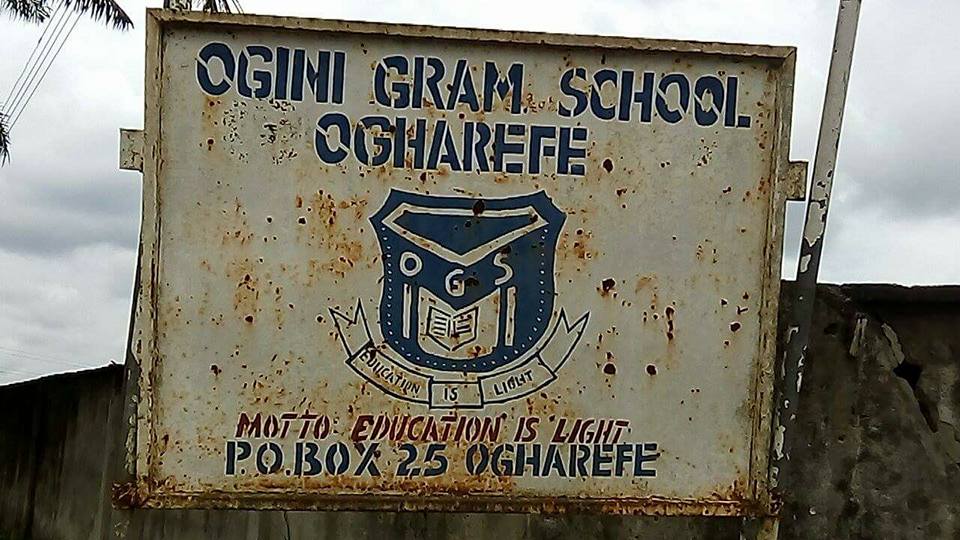 OGINI GRAM. SCHOOL
OGHAREFE
O G S
EDUCATION IS LIGHT
MOTTO: EDUCATION IS LIGHT
P.O.BOX 25 OGHAREFE